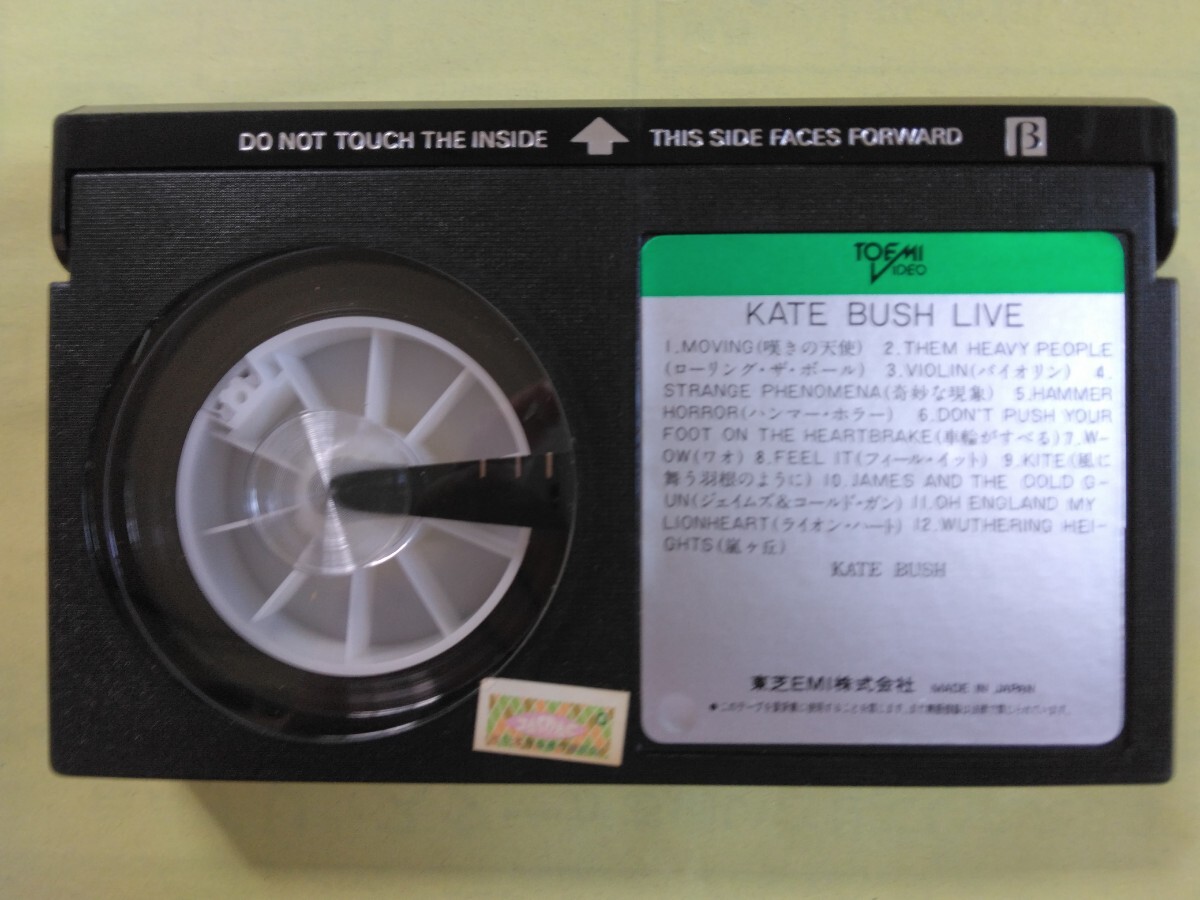 DO NOT TOUCH THE INSIDE THIS SIDE FACES FORWARD β
TOEMI
VIDEO
KATE BUSH LIVE
1.MOVING(嘆きの天使) 2.THEM HEAVY PEOPLE
(ローリング・ザ・ボール) 3.VIOLIN(バイオリン) 4.
STRANGE PHENOMENA(奇妙な現象) 5.HAMMER
HORROR(ハンマー・ホラー) 6.DON'T PUSH YOUR
FOOT ON THE HEARTBRAKE(車輪がすべる)7.W-
OW(ワオ) 8.FEEL IT(フィール・イット) 9.KITE(風に
舞う羽根のように) 10.JAMES AND THE COLD G-
UN(ジェイムズ&コールド・ガン) 11.OH ENGLAND MY
LIONHEART(ライオン・ハート) 12.WUTHERING HEI-
GHTS(嵐ヶ丘)
KATE BUSH
東芝EMI株式会社 MADE IN JAPAN